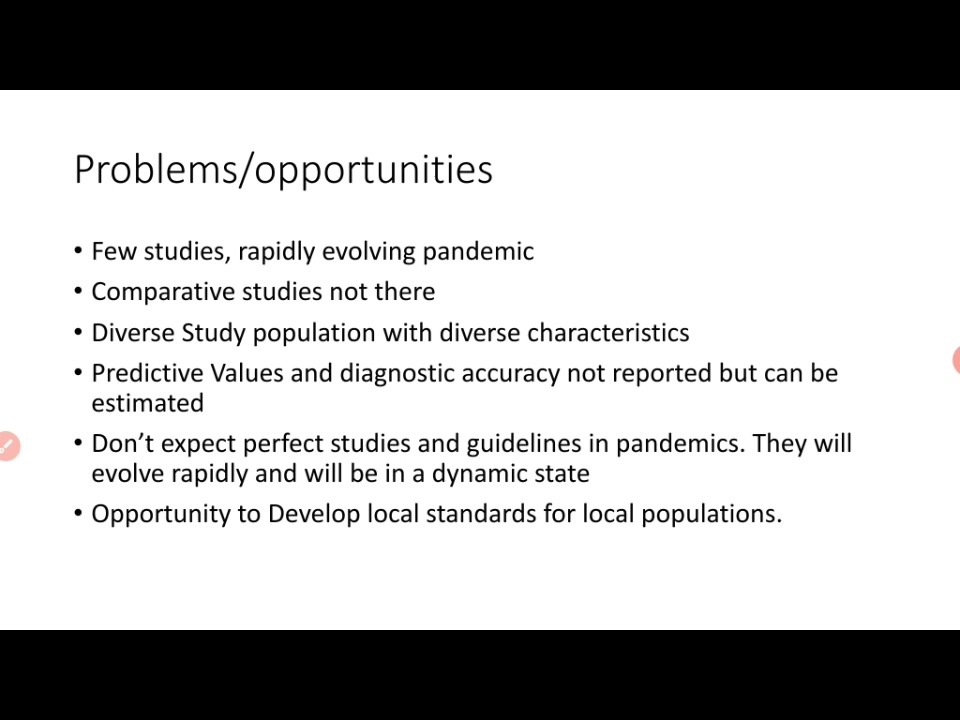 Problems/opportunities
• Few studies, rapidly evolving pandemic
• Comparative studies not there
• Diverse Study population with diverse characteristics
• Predictive Values and diagnostic accuracy not reported but can be
estimated
• Don’t expect perfect studies and guidelines in pandemics. They will
evolve rapidly and will be in a dynamic state
• Opportunity to Develop local standards for local populations.